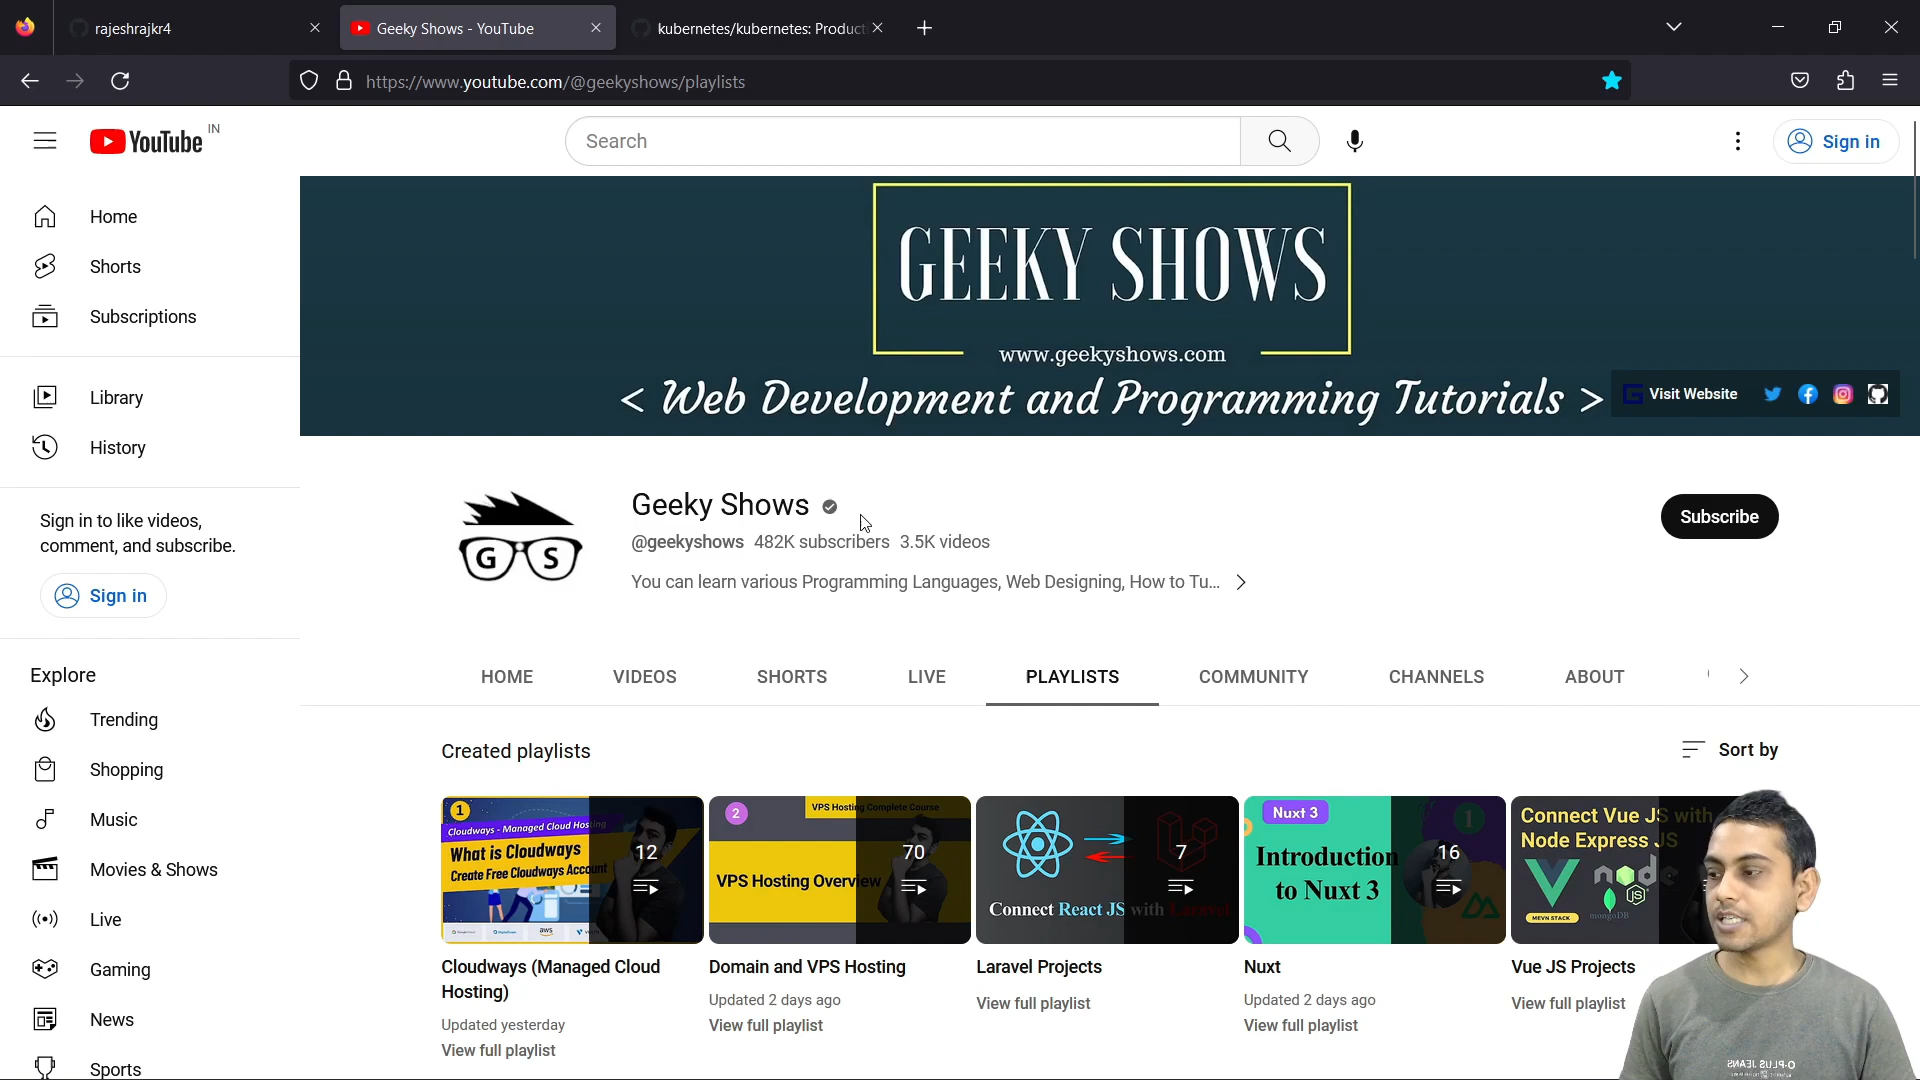 rajeshrajkr4
Geeky Shows - YouTube
kubernetes/kubernetes: Product
https://www.youtube.com/@geekyshows/playlists
YouTube IN
Search
Sign in
Home
Shorts
Subscriptions
Library
History
Sign in to like videos,
comment, and subscribe.
Sign in
Explore
Trending
Shopping
Music
Movies & Shows
Live
Gaming
News
Sports
GEEKY SHOWS
www.geekyshows.com
< Web Development and Programming Tutorials >
Visit Website
G S
Geeky Shows
@geekyshows 482K subscribers 3.5K videos
You can learn various Programming Languages, Web Designing, How to Tu...
Subscribe
HOME VIDEOS SHORTS LIVE PLAYLISTS COMMUNITY CHANNELS ABOUT
Created playlists
Sort by
1
Cloudways - Managed Cloud Hosting
What is Cloudways
Create Free Cloudways Account
aws
12
Cloudways (Managed Cloud
Hosting)
Updated yesterday
View full playlist
2
VPS Hosting Complete Course
VPS Hosting Overview
70
Domain and VPS Hosting
Updated 2 days ago
View full playlist
Connect React JS with Laravel
7
Laravel Projects
View full playlist
Nuxt 3
1
Introduction
to Nuxt 3
16
Nuxt
Updated 2 days ago
View full playlist
Connect Vue JS with
Node Express JS
node
JS
mongoDB
MEVN STACK
Vue JS Projects
View full playlist